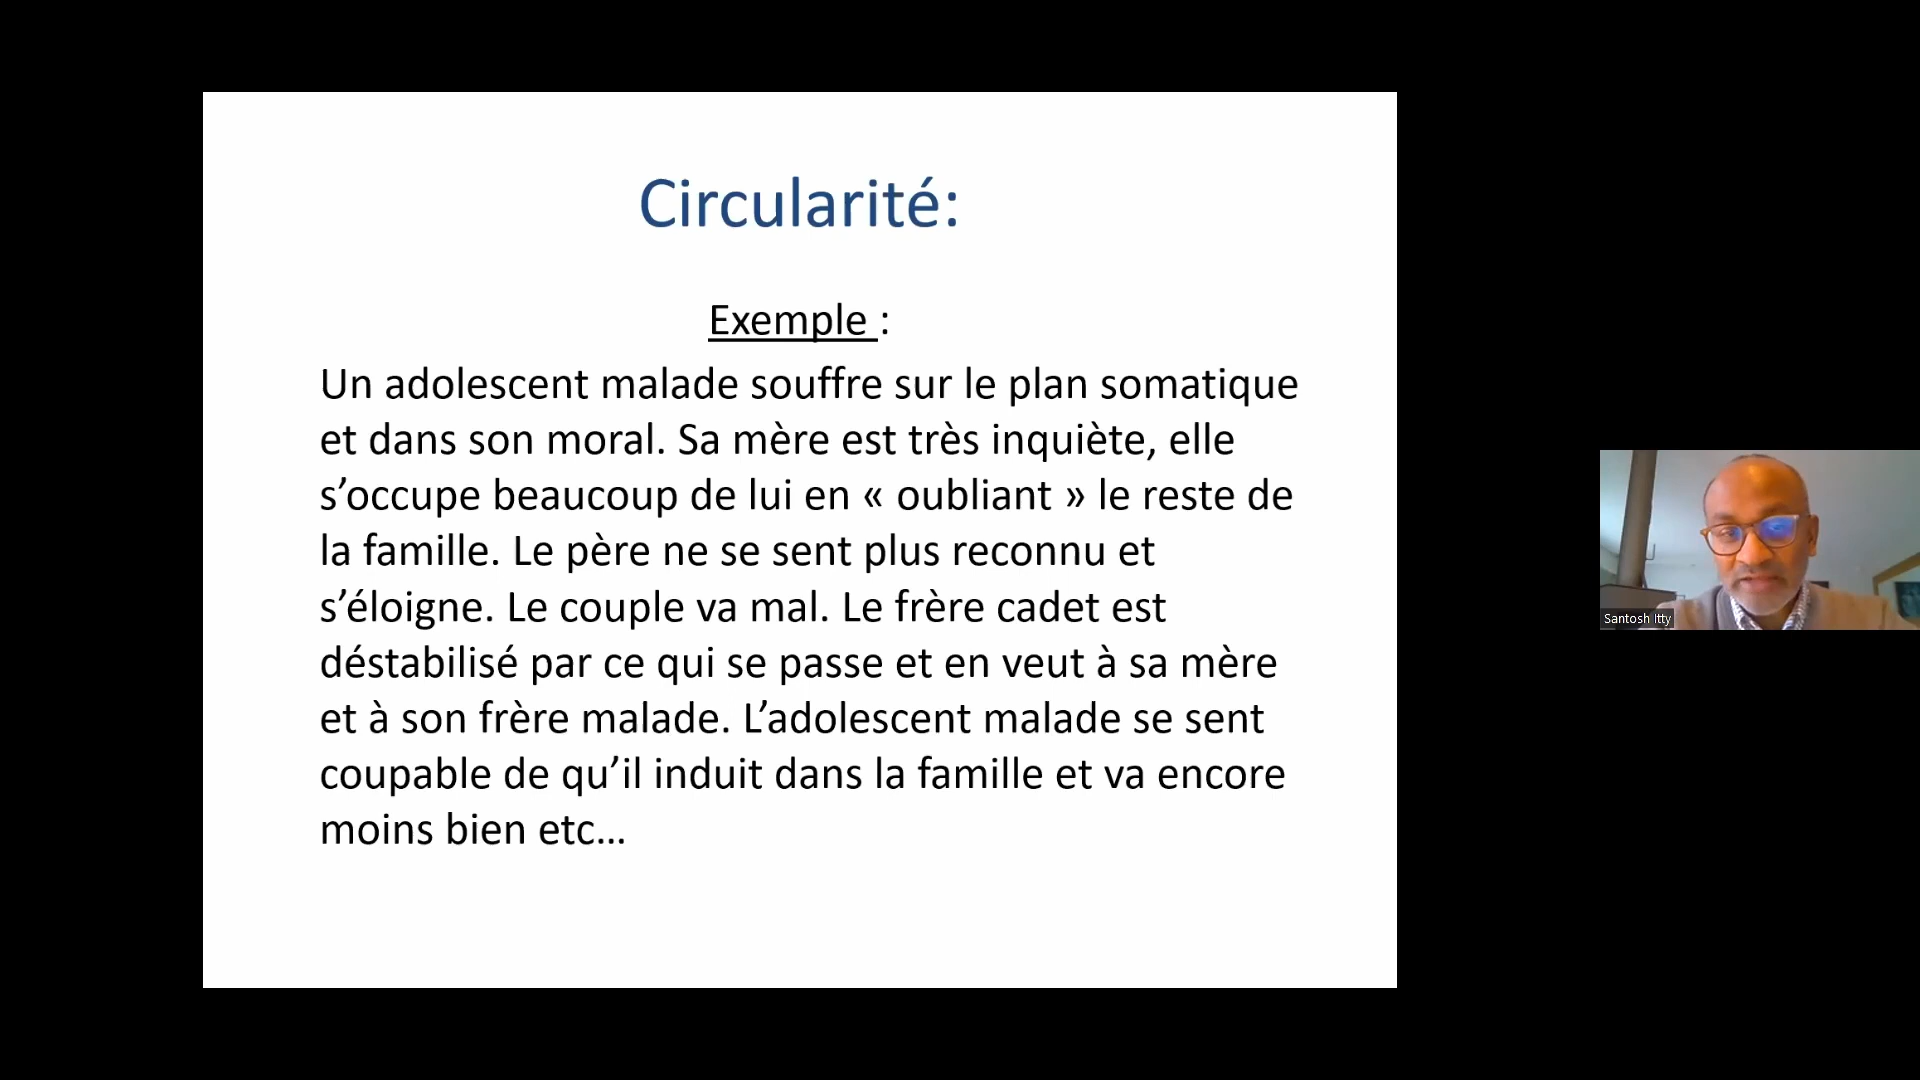 Circularité:
Exemple :
Un adolescent malade souffre sur le plan somatique
et dans son moral. Sa mère est très inquiète, elle
s’occupe beaucoup de lui en « oubliant » le reste de
la famille. Le père ne se sent plus reconnu et
s’éloigne. Le couple va mal. Le frère cadet est
déstabilisé par ce qui se passe et en veut à sa mère
et à son frère malade. L’adolescent malade se sent
coupable de qu’il induit dans la famille et va encore
moins bien etc…
Santosh Itty